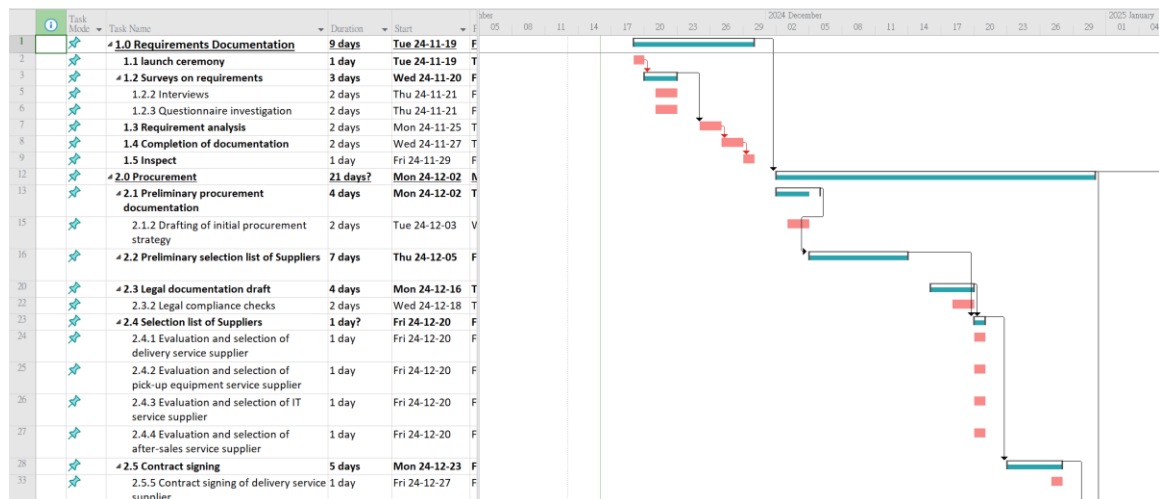 ber 2024 December 2025 January
Task Mode Task Name Duration Start F 05 08 11 14 17 20 23 26 29 02 05 08 11 14 17 20 23 26 29 01 04
1 1.0 Requirements Documentation 9 days Tue 24-11-19 F
2 1.1 launch ceremony 1 day Tue 24-11-19 T
3 1.2 Surveys on requirements 3 days Wed 24-11-20 F
5 1.2.2 Interviews 2 days Thu 24-11-21 F
6 1.2.3 Questionnaire investigation 2 days Thu 24-11-21 F
7 1.3 Requirement analysis 2 days Mon 24-11-25 T
8 1.4 Completion of documentation 2 days Wed 24-11-27 T
9 1.5 Inspect 1 day Fri 24-11-29 F
12 2.0 Procurement 21 days? Mon 24-12-02 M
13 2.1 Preliminary procurement 4 days Mon 24-12-02 T
documentation
15 2.1.2 Drafting of initial procurement 2 days Tue 24-12-03 V
strategy
16 2.2 Preliminary selection list of Suppliers 7 days Thu 24-12-05 F
20 2.3 Legal documentation draft 4 days Mon 24-12-16 T
22 2.3.2 Legal compliance checks 2 days Wed 24-12-18 T
23 2.4 Selection list of Suppliers 1 day? Fri 24-12-20 F
24 2.4.1 Evaluation and selection of 1 day Fri 24-12-20 F
delivery service supplier
25 2.4.2 Evaluation and selection of 1 day Fri 24-12-20 F
pick-up equipment service supplier
26 2.4.3 Evaluation and selection of IT 1 day Fri 24-12-20 F
service supplier
27 2.4.4 Evaluation and selection of 1 day Fri 24-12-20 F
after-sales service supplier
28 2.5 Contract signing 5 days Mon 24-12-23 F
33 2.5.5 Contract signing of delivery service 1 day Fri 24-12-27 F
supplier